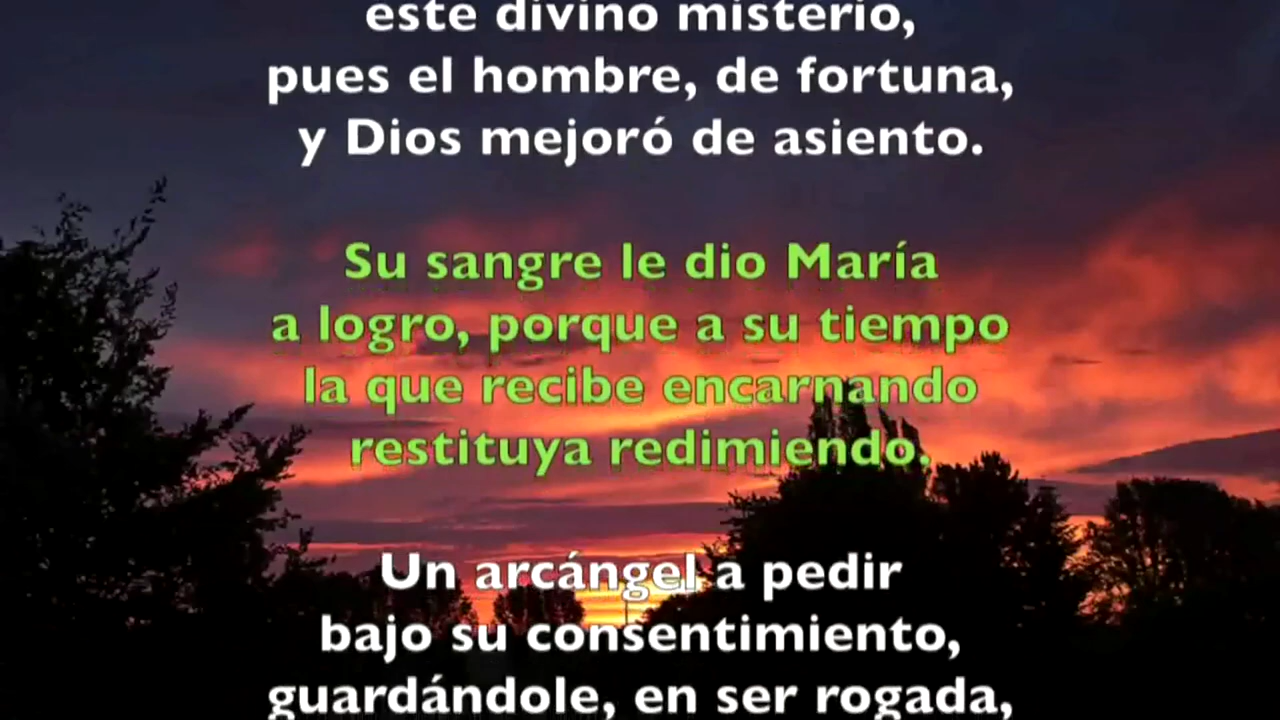 este divino misterio,
pues el hombre, de fortuna,
y Dios mejoró de asiento.
Su sangre le dio María
a logro, porque a su tiempo
la que recibe encarnando
restituya redimiendo.
Un arcángel a pedir
bajo su consentimiento,
guardándole, en ser rogada,